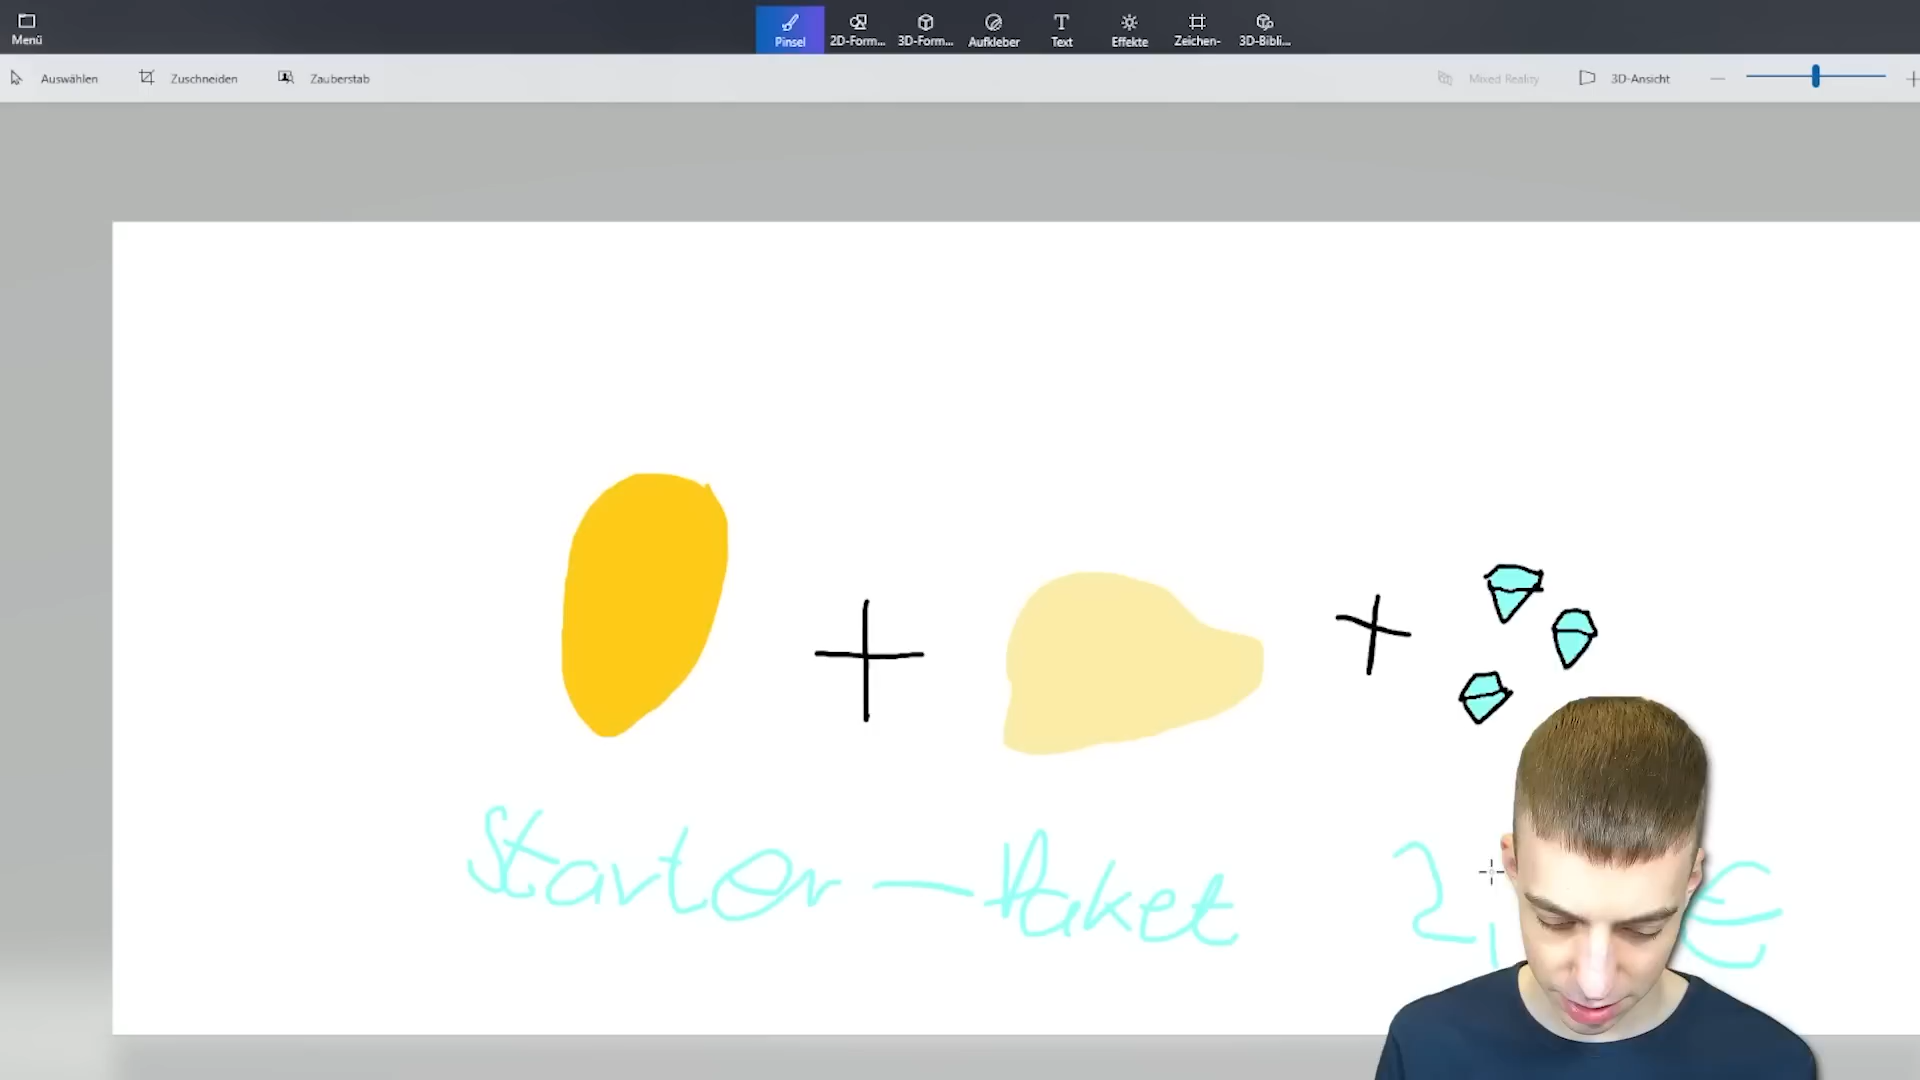 Menü
Pinsel 2D-Form... 3D-Form... Aufkleber Text Effekte Zeichen- 3D-Bibli...
Auswählen Zuschneiden Zauberstab Mixed Reality 3D-Ansicht
Starter-Paket 2, €